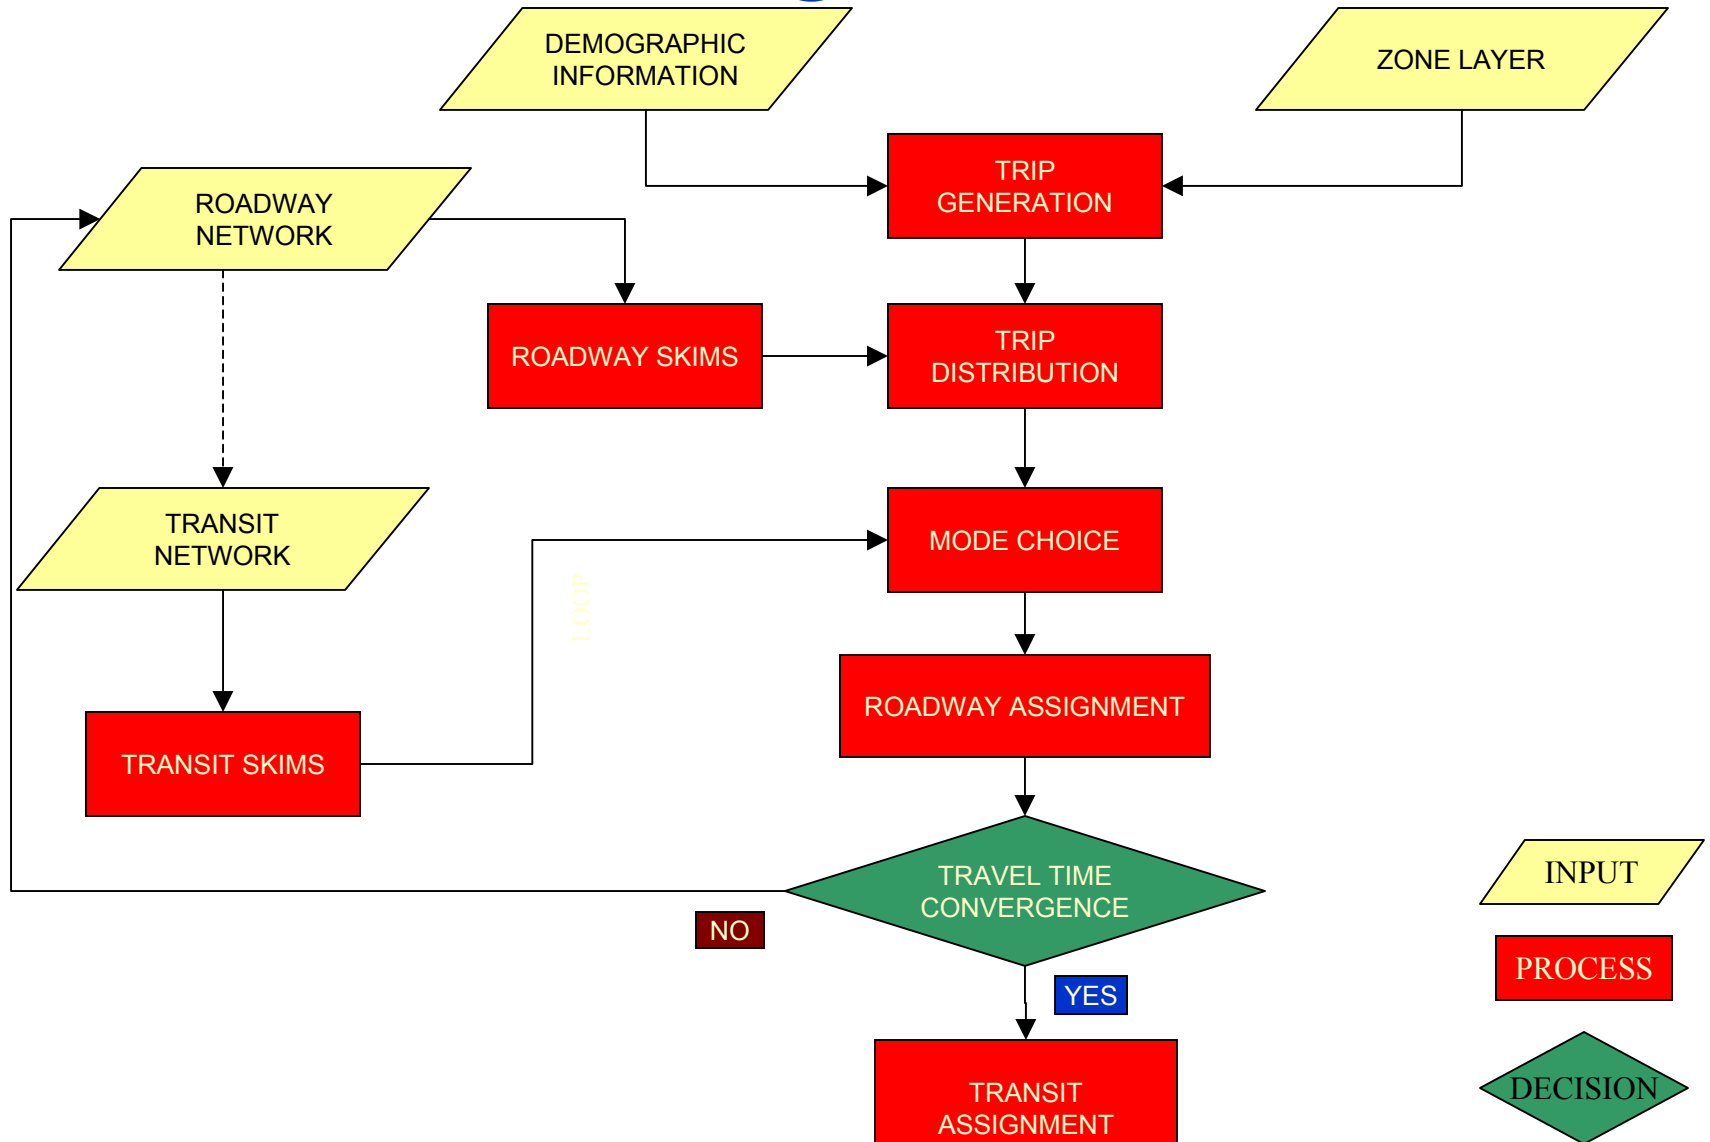 DEMOGRAPHIC
INFORMATION
ZONE LAYER
TRIP
GENERATION
ROADWAY
NETWORK
ROADWAY SKIMS
TRIP
DISTRIBUTION
TRANSIT
NETWORK
MODE CHOICE
LOOP
ROADWAY ASSIGNMENT
TRANSIT SKIMS
TRAVEL TIME
CONVERGENCE
INPUT
NO
PROCESS
YES
TRANSIT
ASSIGNMENT
DECISION